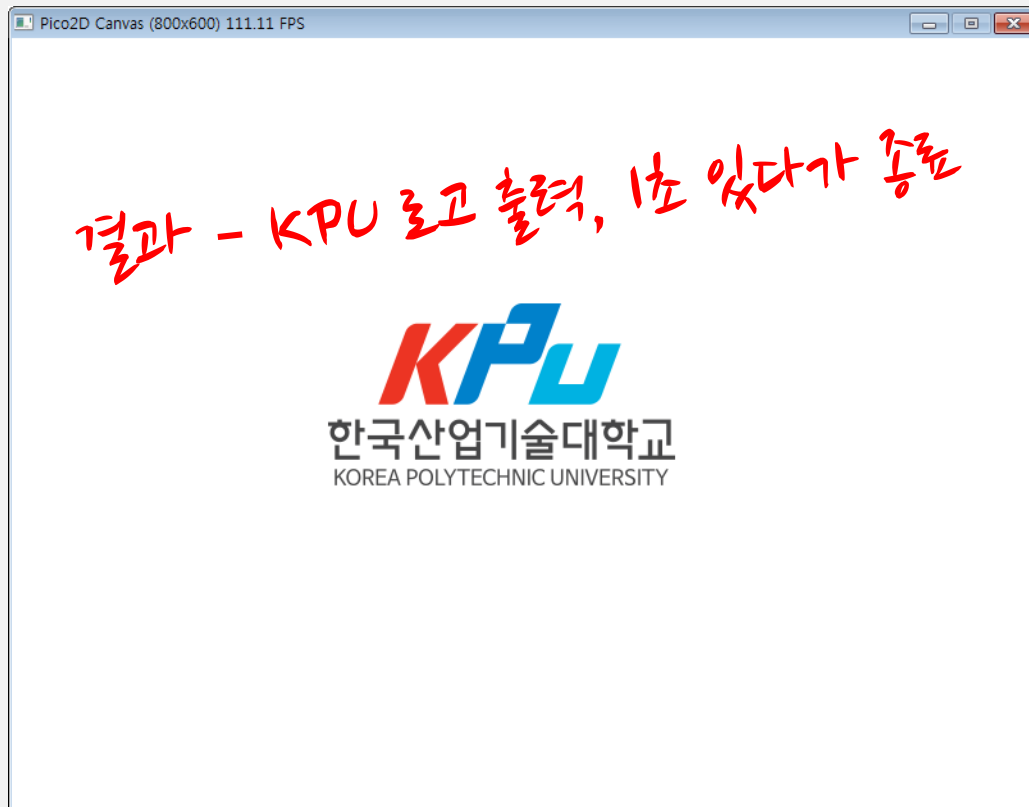 Pico2D Canvas (800x600) 111.11 FPS
결과 - KPU 로고 출력, 1초 있다가 종료
KPU
한국산업기술대학교
KOREA POLYTECHNIC UNIVERSITY